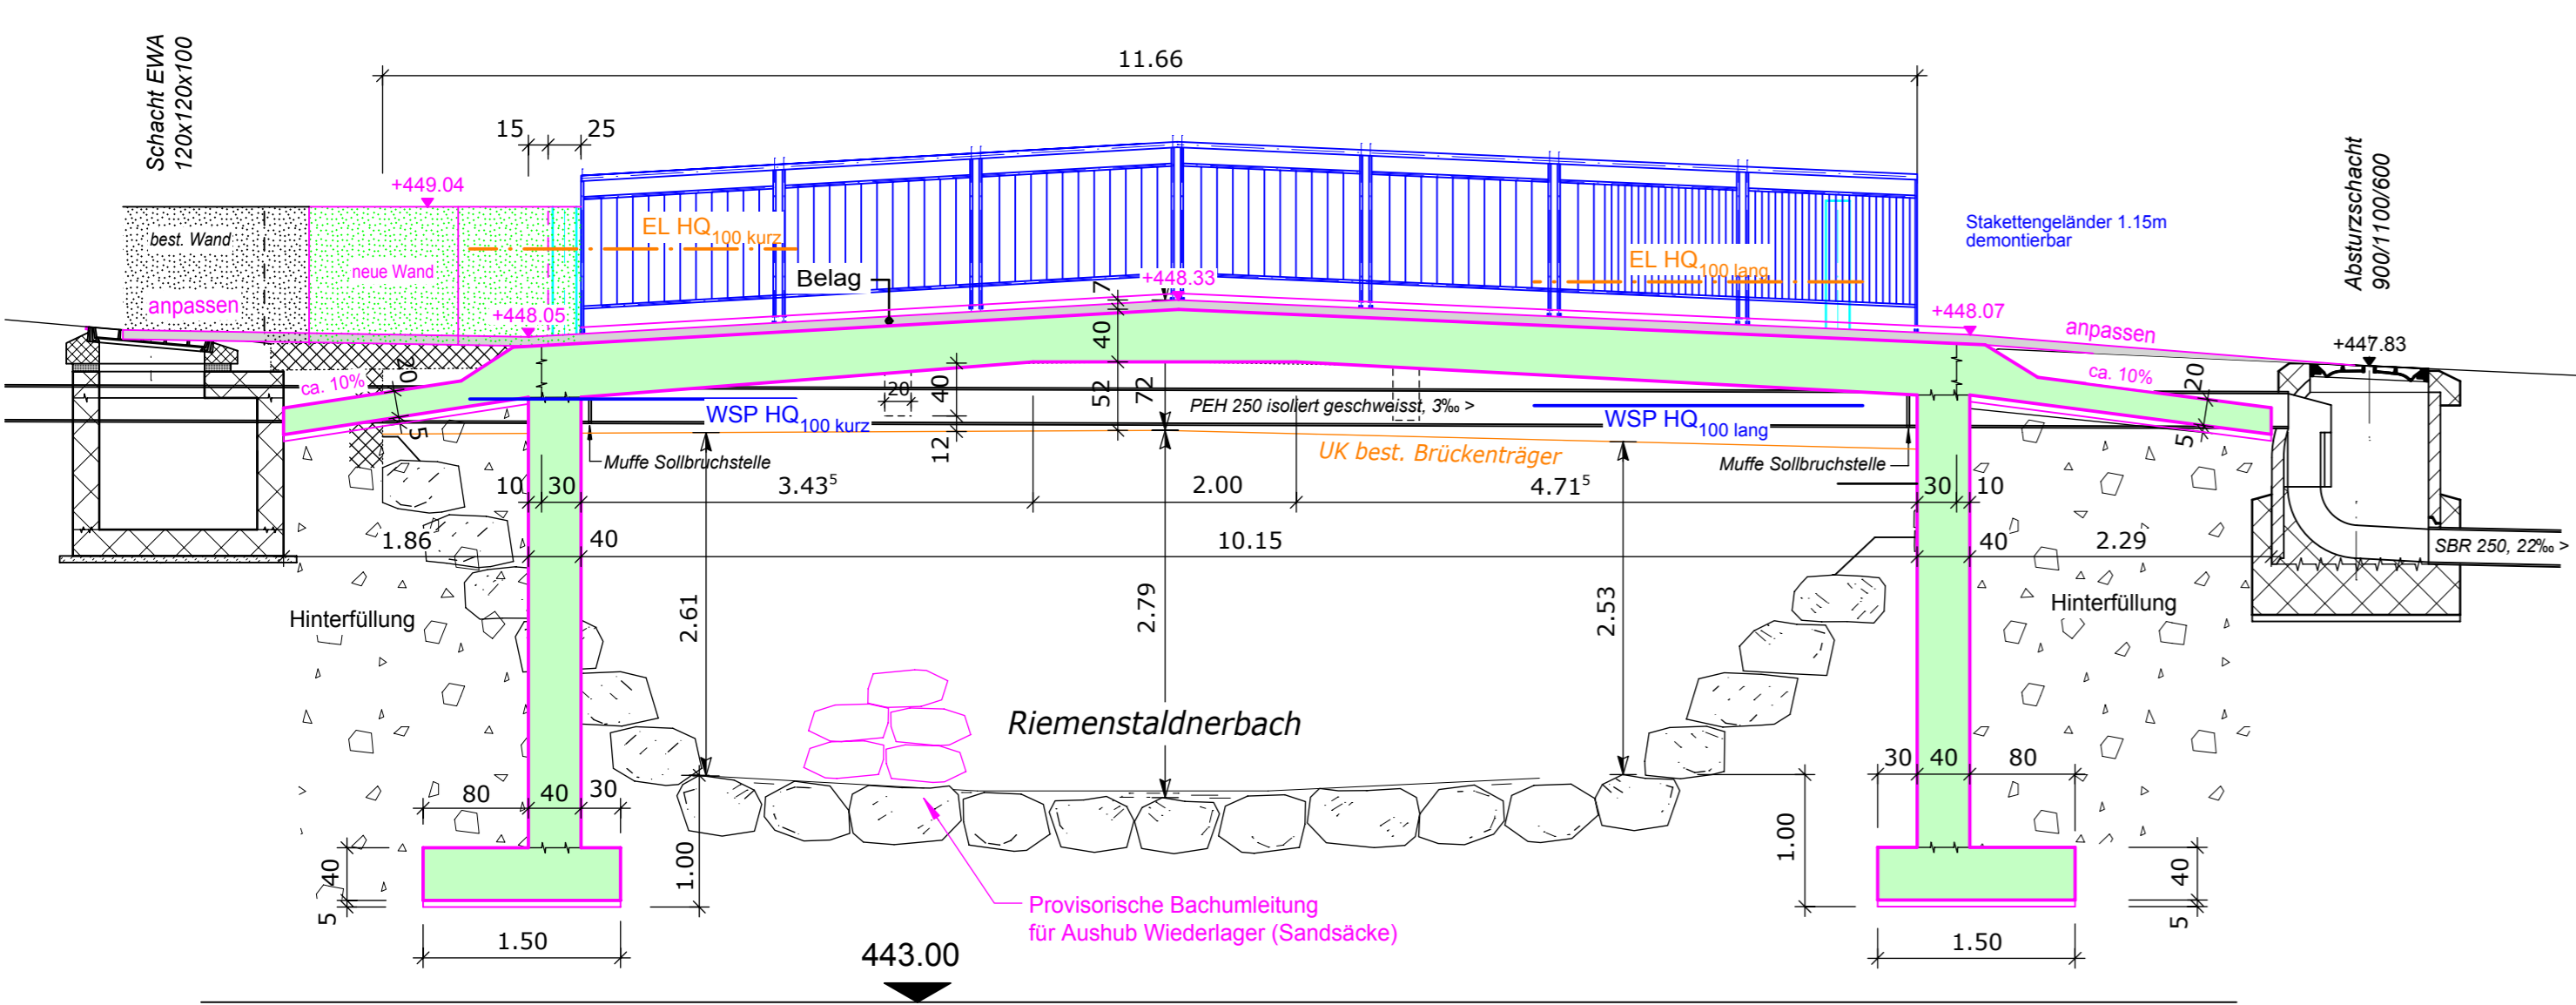 11.66
Schacht EWA
120x120x100
15
25
+449.04
best. Wand
neue Wand
anpassen
+448.05
EL HQ100 kurz
Belag
7
+448.33
EL HQ100 lang
Stakettengeländer 1.15m
demontierbar
Absturzschacht
900/1100/600
+448.07
anpassen
+447.83
ca. 10%
20
5
40
20
40
52
72
12
WSP HQ100 kurz
PEH 250 isoliert geschweisst, 3‰ >
WSP HQ100 lang
ca. 10%
20
5
UK best. Brückenträger
Muffe Sollbruchstelle
Muffe Sollbruchstelle
10
30
3.43⁵
2.00
4.71⁵
30
10
1.86
40
10.15
40
2.29
SBR 250, 22‰ >
Hinterfüllung
2.61
2.79
2.53
Hinterfüllung
Riemenstaldnerbach
80
40
30
30
40
80
40
5
1.00
1.00
40
5
1.50
1.50
Provisorische Bachumleitung
für Aushub Wiederlager (Sandsäcke)
443.00